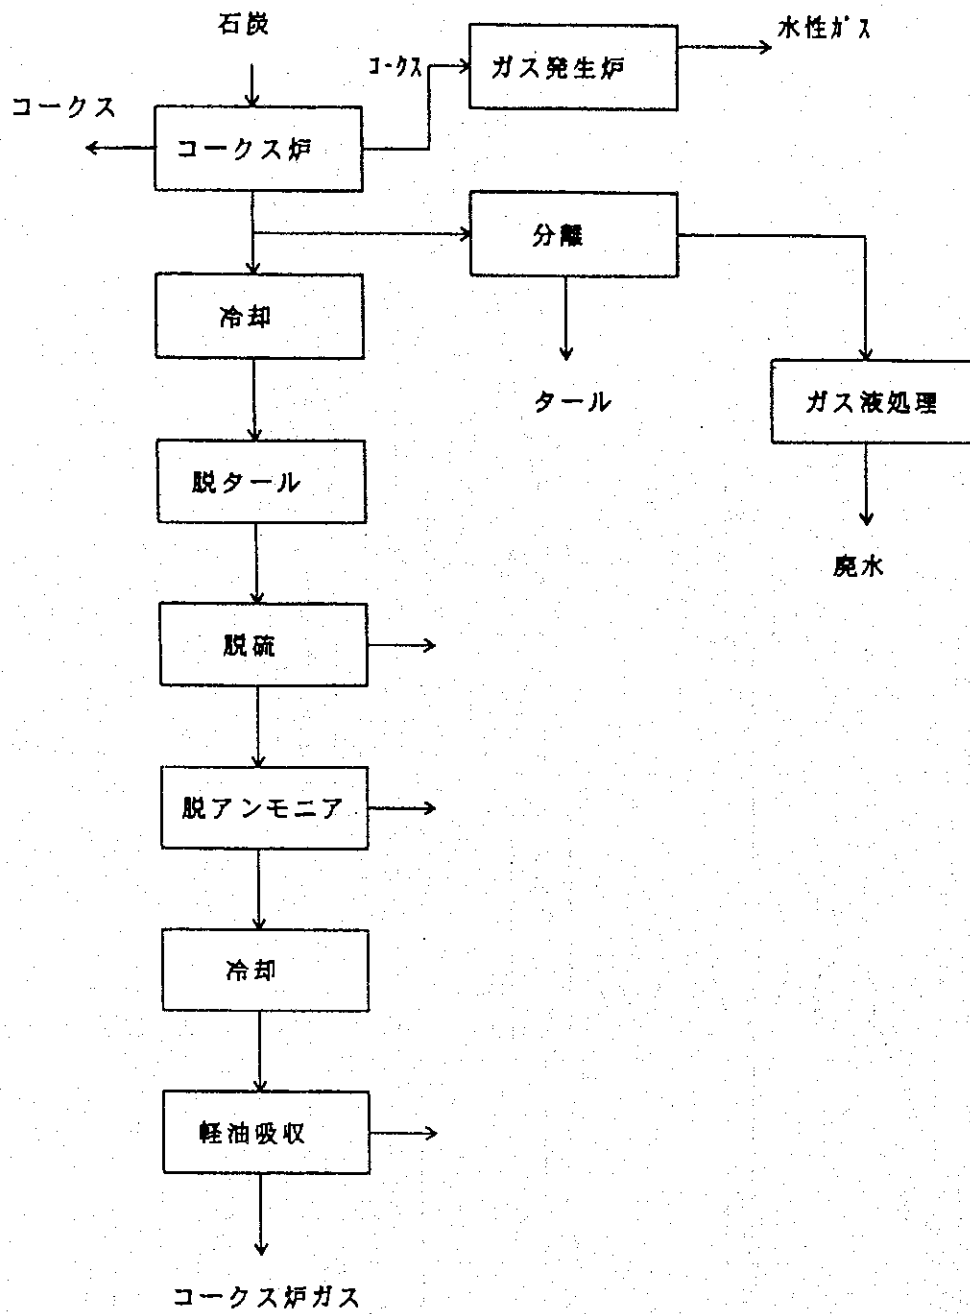 石炭
水性ガス
コークス
ガス発生炉
コークス
コークス炉
分離
冷却
タール
ガス液処理
脱タール
廃水
脱硫
脱アンモニア
冷却
軽油吸収
コークス炉ガス